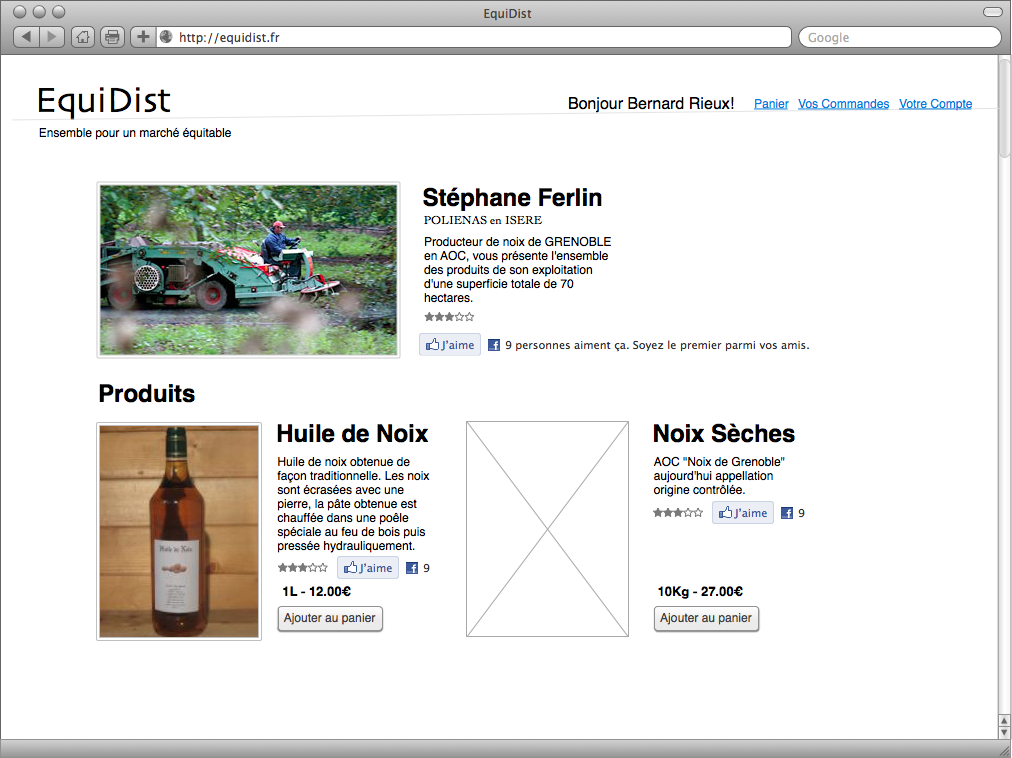 EquiDist
http://equidist.fr
Google
EquiDist
Bonjour Bernard Rieux!
Panier
Vos Commandes
Votre Compte
Ensemble pour un marché équitable
Stéphane Ferlin
POLIENAS en ISERE
Producteur de noix de GRENOBLE
en AOC, vous présente l'ensemble
des produits de son exploitation
d'une superficie totale de 70
hectares.
J'aime
9 personnes aiment ça. Soyez le premier parmi vos amis.
Produits
Huile de Noix
Huile de noix obtenue de
façon traditionnelle. Les noix
sont écrasées avec une
pierre, la pâte obtenue est
chauffée dans une poêle
spéciale au feu de bois puis
pressée hydrauliquement.
J'aime
9
1L - 12.00€
Ajouter au panier
Huile de Noix
Noix Sèches
AOC "Noix de Grenoble"
aujourd'hui appellation
origine contrôlée.
J'aime
9
10Kg - 27.00€
Ajouter au panier